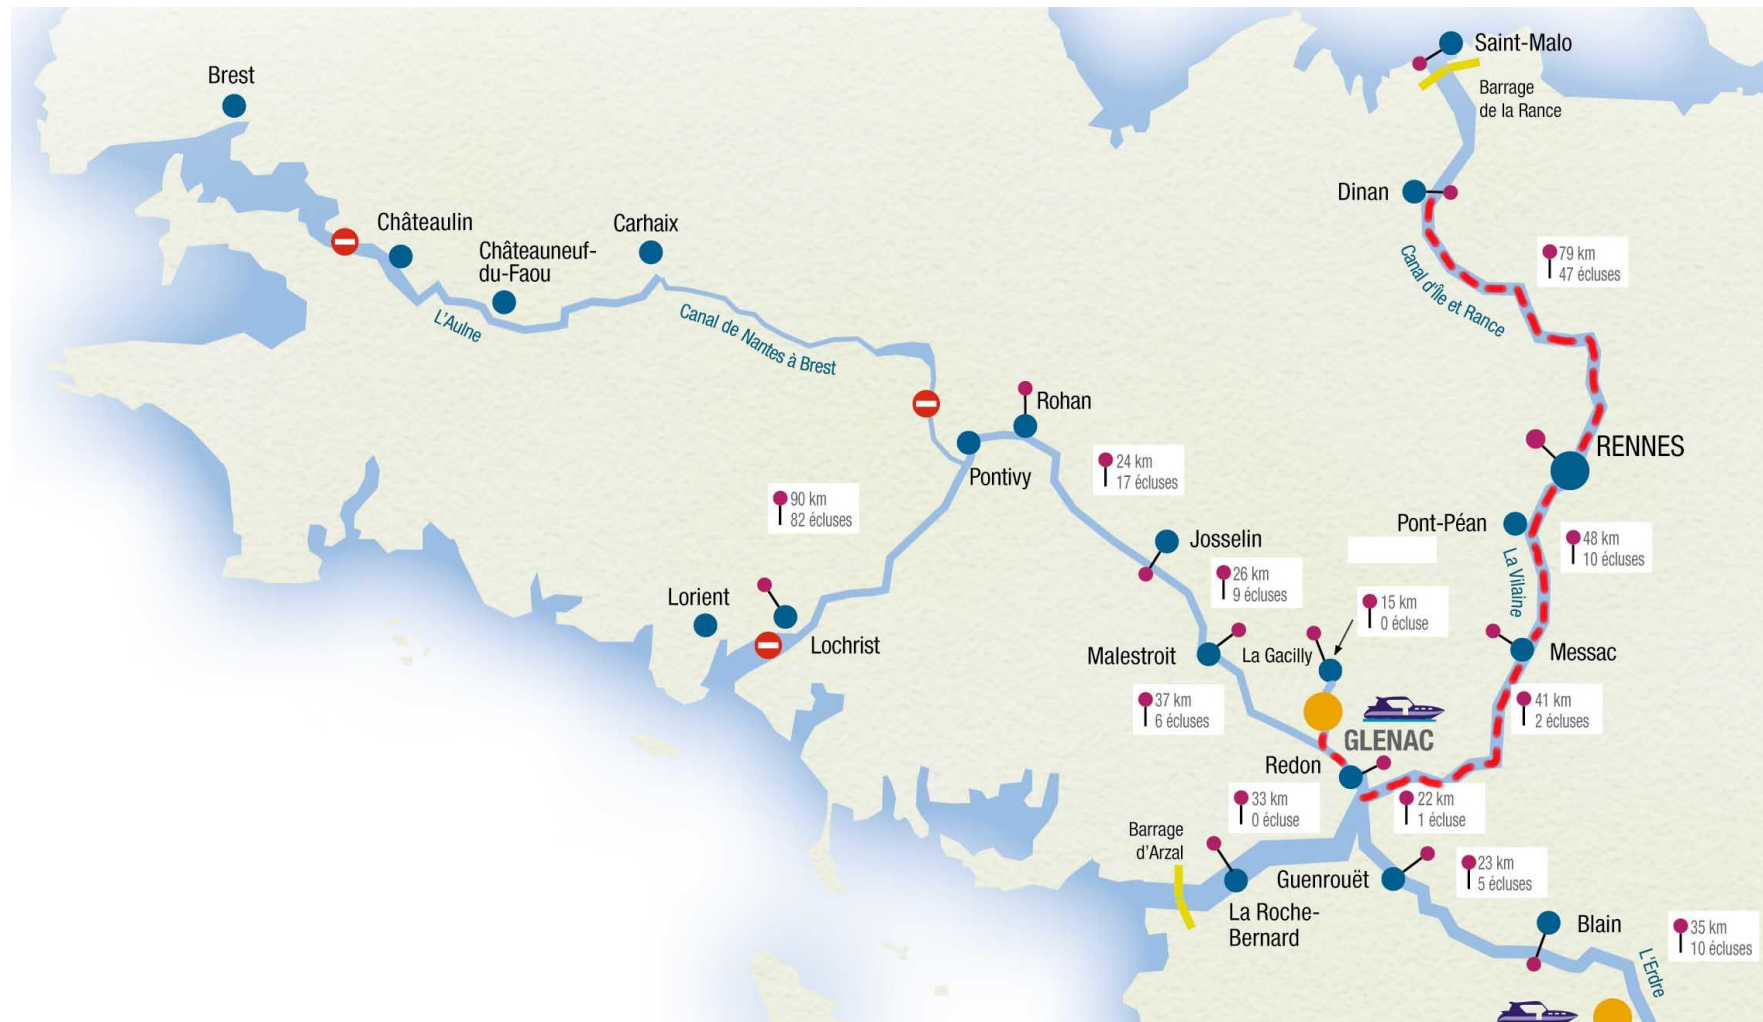 Saint-Malo
Brest
Barrage
de la Rance
Dinan
Châteaulin
Carhaix
Châteauneuf-
du-Faou
79 km
47 écluses
Canal d'Île et Rance
L'Aulne
Canal de Nantes à Brest
Rohan
RENNES
24 km
17 écluses
Pontivy
90 km
82 écluses
Pont-Péan
Josselin
48 km
10 écluses
La Vilaine
26 km
9 écluses
15 km
0 écluse
Lorient
Lochrist
Malestroit
La Gacilly
Messac
37 km
6 écluses
41 km
2 écluses
GLENAC
Redon
33 km
0 écluse
22 km
1 écluse
Barrage
d'Arzal
Guenrouët
23 km
5 écluses
La Roche-
Bernard
Blain
35 km
10 écluses
L'Erdre